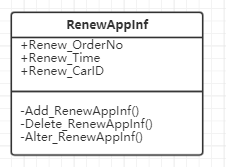 RenewAppInf
+Renew_OrderNo
+Renew_Time
+Renew_CarID
-Add_RenewAppInf()
-Delete_RenewAppInf()
-Alter_RenewAppInf()